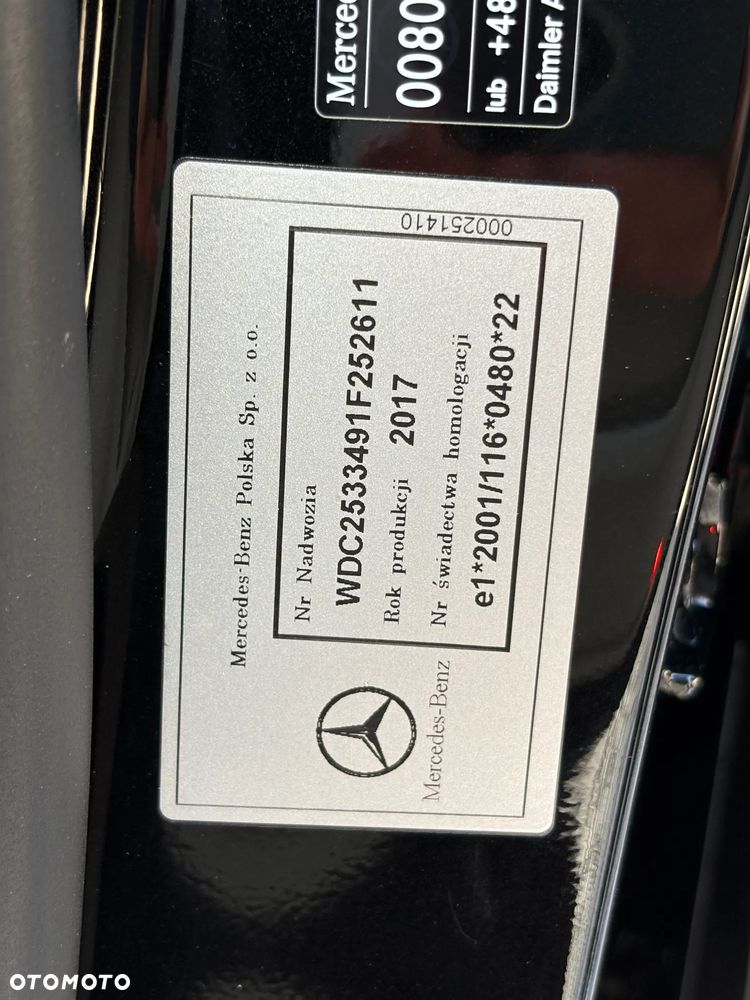 Mercedes-Benz Polska Sp. z o.o.
Nr Nadwozia
WDC2533491F252611
Rok produkcji 2017
Nr świadectwa homologacji
e1*2001/116*0480*22
000251410
Mercedes-Benz
0080
lub +48
Daimler A
OTOMOTO